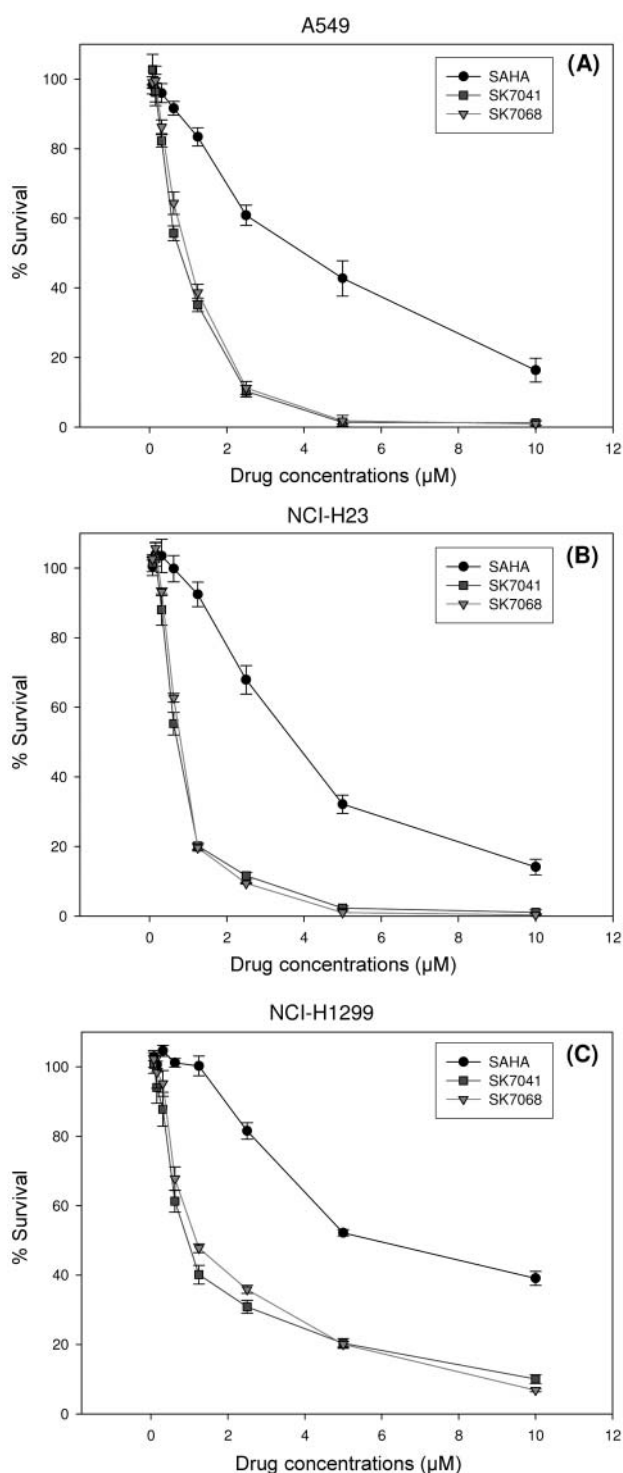 A549
(A)
SAHA
SK7041
SK7068
100
80
60
40
20
0
% Survival
0 2 4 6 8 10 12
Drug concentrations (µM)
NCI-H23
(B)
SAHA
SK7041
SK7068
100
80
60
40
20
0
% Survival
0 2 4 6 8 10 12
Drug concentrations (µM)
NCI-H1299
(C)
SAHA
SK7041
SK7068
100
80
60
40
20
0
% Survival
0 2 4 6 8 10 12
Drug concentrations (µM)